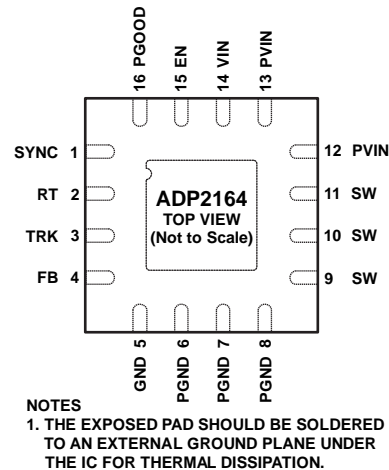 16 PGOOD
15 EN
14 VIN
13 PVIN
SYNC 1
RT 2
TRK 3
FB 4
ADP2164
TOP VIEW
(Not to Scale)
12 PVIN
11 SW
10 SW
9 SW
GND 5
PGND 6
PGND 7
PGND 8
NOTES
1. THE EXPOSED PAD SHOULD BE SOLDERED
TO AN EXTERNAL GROUND PLANE UNDER
THE IC FOR THERMAL DISSIPATION.